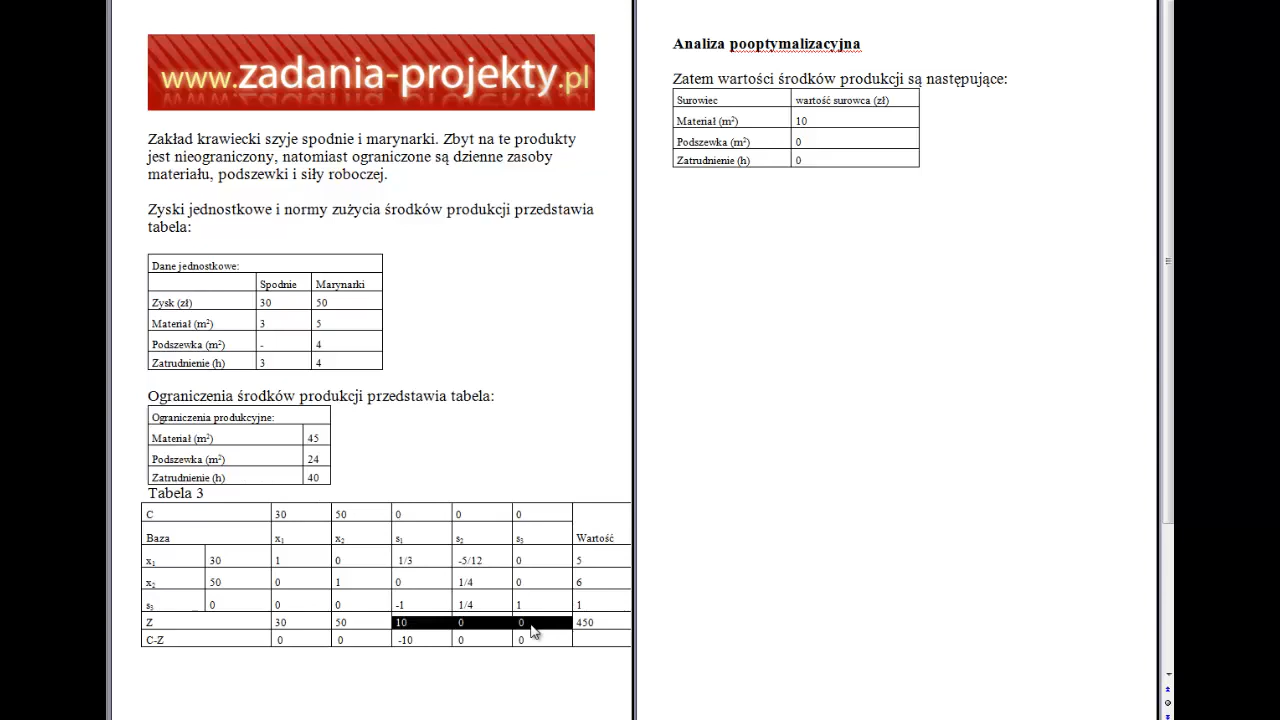 www.zadania-projekty.pl
Zakład krawiecki szyje spodnie i marynarki. Zbyt na te produkty
jest nieograniczony, natomiast ograniczone są dzienne zasoby
materiału, podszewki i siły roboczej.
Zyski jednostkowe i normy zużycia środków produkcji przedstawia
tabela:
Dane jednostkowe:
Spodnie Marynarki
Zysk (zł) 30 50
Materiał (m²) 3 5
Podszewka (m²) - 4
Zatrudnienie (h) 3 4
Ograniczenia środków produkcji przedstawia tabela:
Ograniczenia produkcyjne:
Materiał (m²) 45
Podszewka (m²) 24
Zatrudnienie (h) 40
Tabela 3
C 30 50 0 0 0
Baza x₁ x₂ s₁ s₂ s₃ Wartość
x₁ 30 1 0 1/3 -5/12 0 5
x₂ 50 0 1 0 1/4 0 6
s₃ 0 0 0 -1 1/4 1 1
Z 30 50 10 0 0 450
C-Z 0 0 -10 0 0
Analiza pooptymalizacyjna
Zatem wartości środków produkcji są następujące:
Surowiec wartość surowca (zł)
Materiał (m²) 10
Podszewka (m²) 0
Zatrudnienie (h) 0